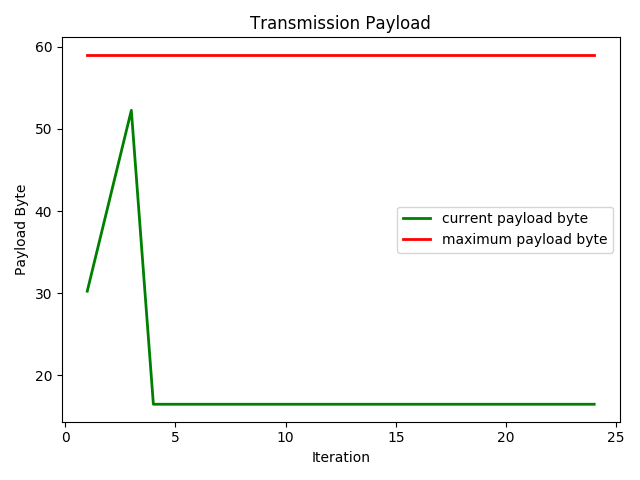 Transmission Payload
Payload Byte
60
50
40
30
20
current payload byte
maximum payload byte
0
5
10
15
20
25
Iteration